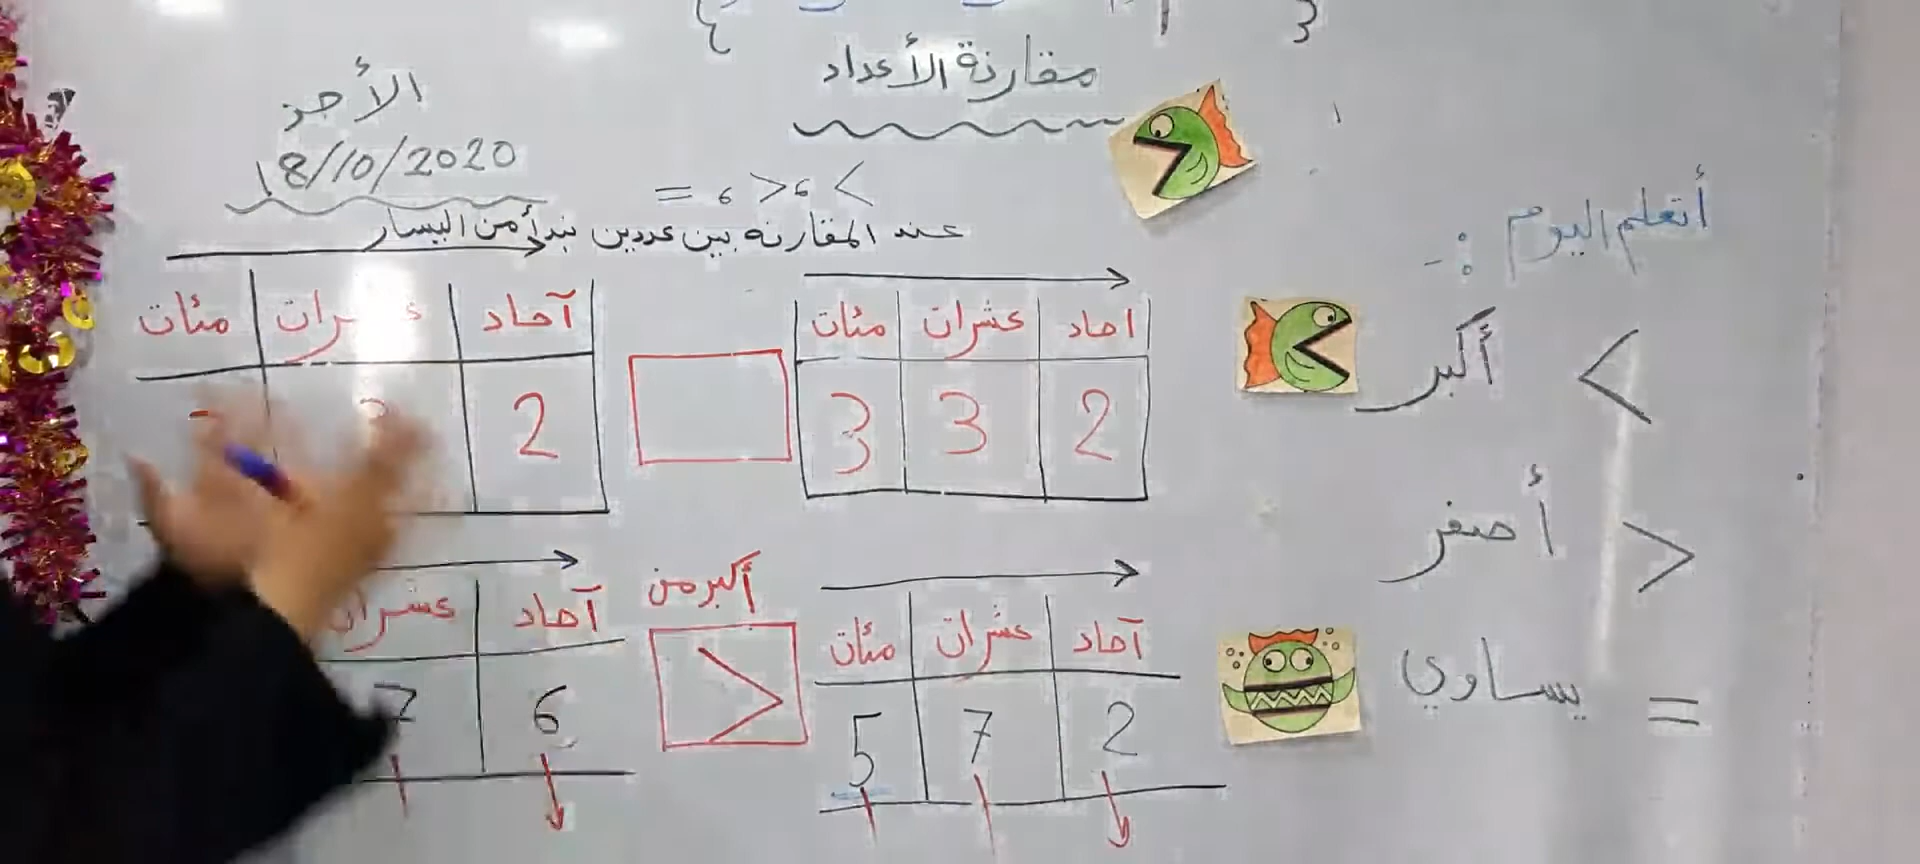 مقارنة الأعداد
الأحد
18/10/2020
< ، > ، =
عند المقارنة بين عددين نبدأ من اليسار
أتعلم اليوم :-
أكبر <
أصغر >
يساوي =
مئات عشرات آحاد
2
مئات عشرات احاد
3 3 2
عشرات آحاد
7 6
أكبر من
>
مئات عشرات آحاد
5 7 2